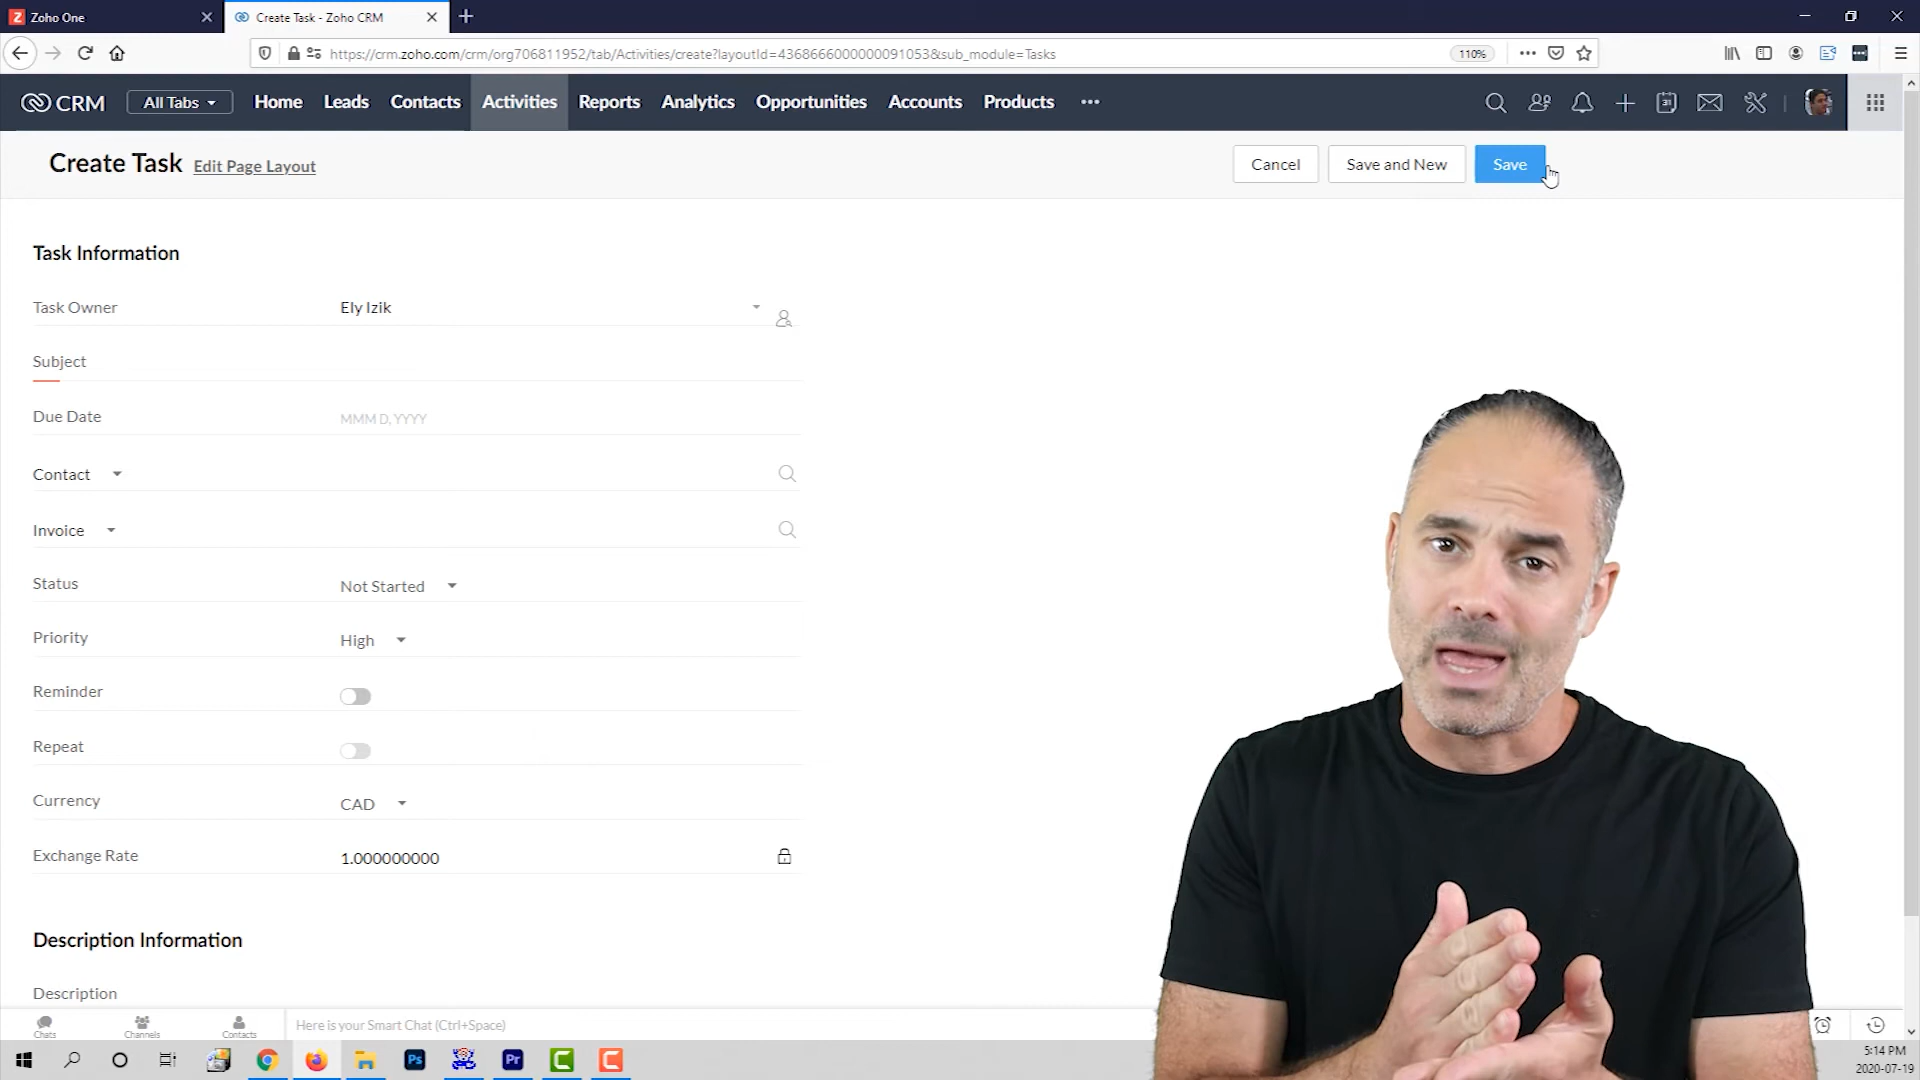 Zoho One
Create Task - Zoho CRM
https://crm.zoho.com/crm/org706811952/tab/Activities/create?layoutId=4368666000000091053&sub_module=Tasks
110%
CRM
All Tabs
Home
Leads
Contacts
Activities
Reports
Analytics
Opportunities
Accounts
Products
31
Create Task
Edit Page Layout
Cancel
Save and New
Save
Task Information
Task Owner
Ely Izik
Subject
Due Date
MMM D, YYYY
Contact
Invoice
Status
Not Started
Priority
High
Reminder
Repeat
Currency
CAD
Exchange Rate
1.000000000
Description Information
Description
Chats
Channels
Contacts
Here is your Smart Chat (Ctrl+Space)
Ps
Pr
5:14 PM
2020-07-19